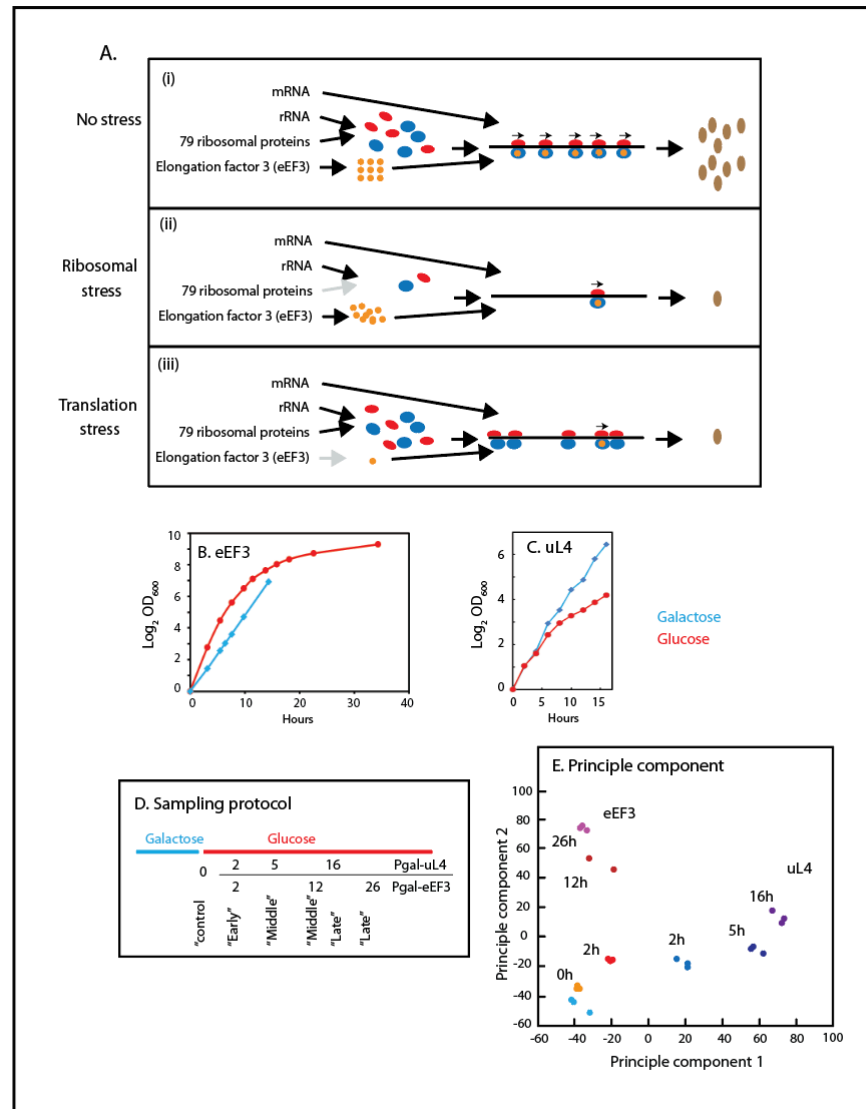 A.
No stress
(i)
mRNA
rRNA
79 ribosomal proteins
Elongation factor 3 (eEF3)
Ribosomal
stress
(ii)
mRNA
rRNA
79 ribosomal proteins
Elongation factor 3 (eEF3)
Translation
stress
(iii)
mRNA
rRNA
79 ribosomal proteins
Elongation factor 3 (eEF3)
B. eEF3
Log2 OD600
10
8
6
4
2
0
0 10 20 30 40
Hours
C. uL4
Log2 OD600
6
4
2
0
0 5 10 15
Hours
Galactose
Glucose
D. Sampling protocol
Galactose Glucose
0 2 5 16 Pgal-uL4
2 12 26 Pgal-eEF3
"control
"Early"
"Middle"
"Middle"
"Late"
"Late"
E. Principle component
Principle component 2
100
80
60
40
20
0
-20
-40
-60
eEF3
26h
12h
uL4
16h
5h
2h
2h
0h
-60 -40 -20 0 20 40 60 80 100
Principle component 1